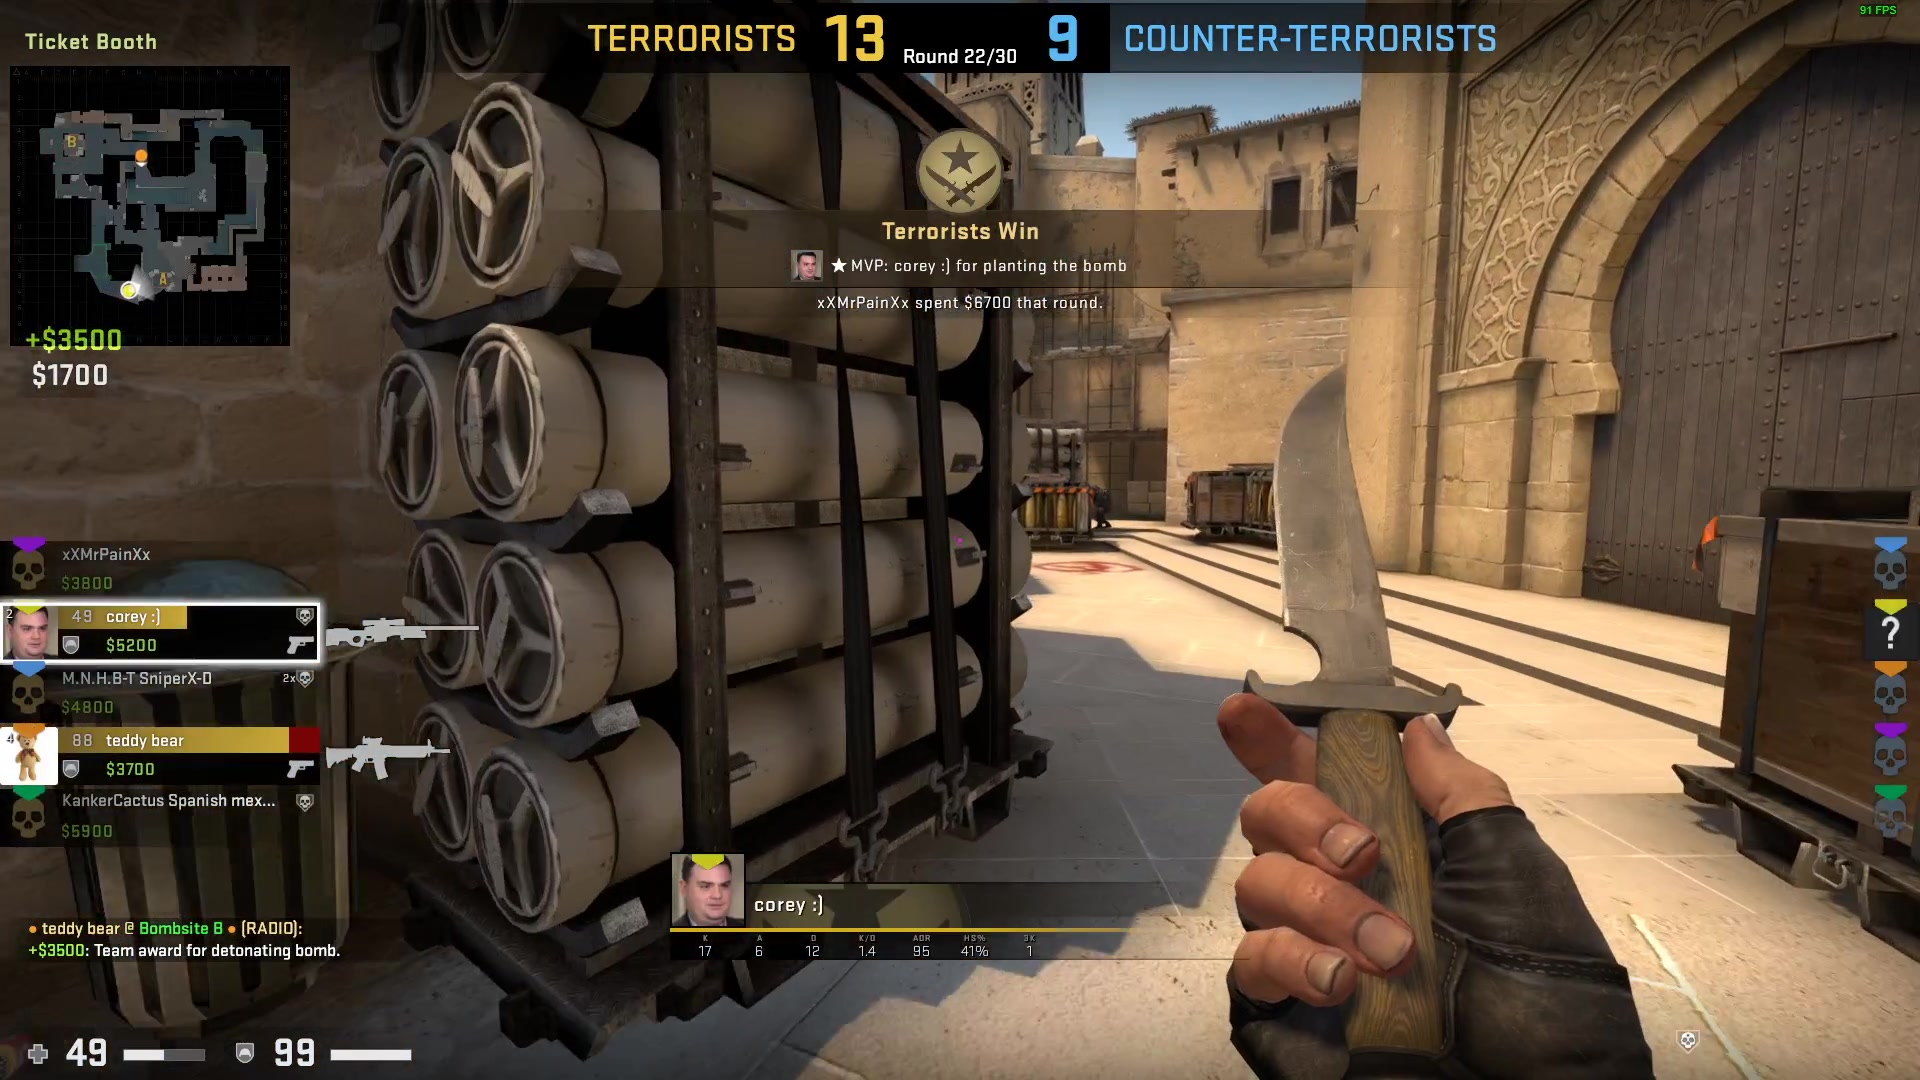 91 FPS
TERRORISTS 13 Round 22/30 9 COUNTER-TERRORISTS
Ticket Booth
B
A
Terrorists Win
★ MVP: corey :) for planting the bomb
xXMrPainXx spent $6700 that round.
+$3500
$1700
xXMrPainXx
$3800
2 49 corey :)
$5200
M.N.H.B-T SniperX-D 2x
$4800
4 88 teddy bear
$3700
KankerCactus Spanish mex...
$5900
?
corey :)
K A D K/D ADR HS% 3K
17 6 12 1.4 95 41% 1
• teddy bear @ Bombsite B • (RADIO):
+$3500: Team award for detonating bomb.
49 99